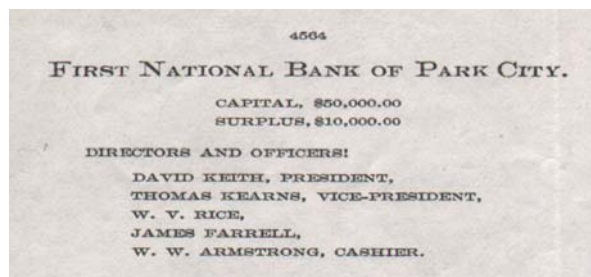 4564
FIRST NATIONAL BANK OF PARK CITY.
CAPITAL, $50,000.00
SURPLUS, $10,000.00
DIRECTORS AND OFFICERS:
DAVID KEITH, PRESIDENT,
THOMAS KEARNS, VICE-PRESIDENT,
W. V. RICE,
JAMES FARRELL,
W. W. ARMSTRONG, CASHIER.